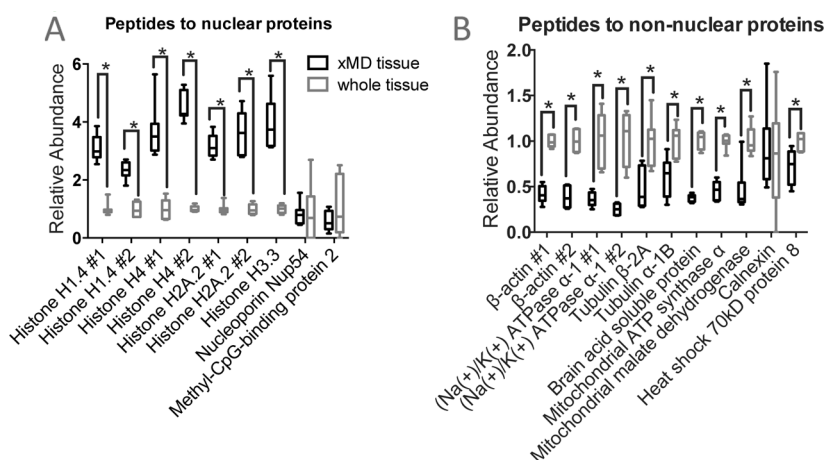 A
Peptides to nuclear proteins
Relative Abundance
6
4
2
0
xMD tissue
whole tissue
* * * * * * *
Histone H1.4 #1
Histone H1.4 #2
Histone H4 #1
Histone H4 #2
Histone H2A.2 #1
Histone H2A.2 #2
Histone H3.3
Nucleoporin Nup54
Methyl-CpG-binding protein 2
B
Peptides to non-nuclear proteins
Relative Abundance
2.0
1.5
1.0
0.5
0.0
* * * * * * * * * *
β-actin #1
β-actin #2
(Na(+)/K(+) ATPase α-1 #1
(Na(+)/K(+) ATPase α-1 #2
Tubulin β-2A
Tubulin α-1B
Brain acid soluble protein
Mitochondrial ATP synthase α
Mitochondrial malate dehydrogenase
Calnexin
Heat shock 70kD protein 8